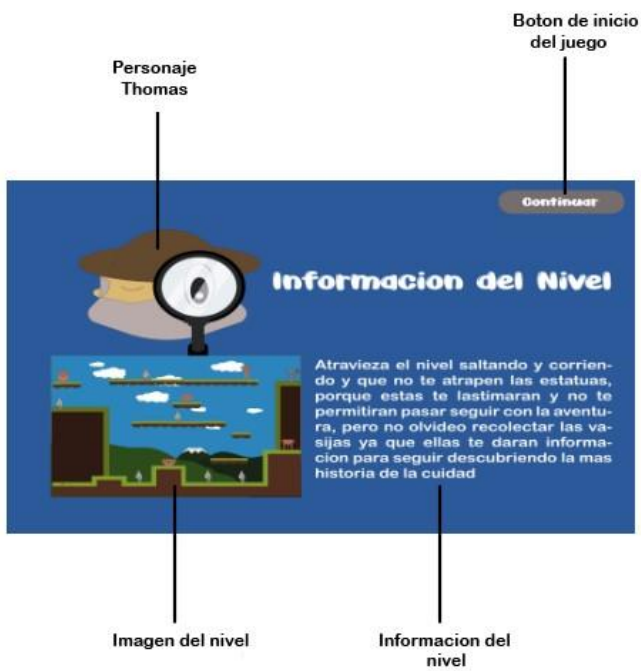 Boton de inicio
del juego
Personaje
Thomas
Continuar
Informacion del Nivel
Atravieza el nivel saltando y corrien-
do y que no te atrapen las estatuas,
porque estas te lastimaran y no te
permitiran pasar seguir con la aventu-
ra, pero no olvideo recolectar las va-
sijas ya que ellas te daran informa-
cion para seguir descubriendo la mas
historia de la cuidad
Imagen del nivel
Informacion del
nivel